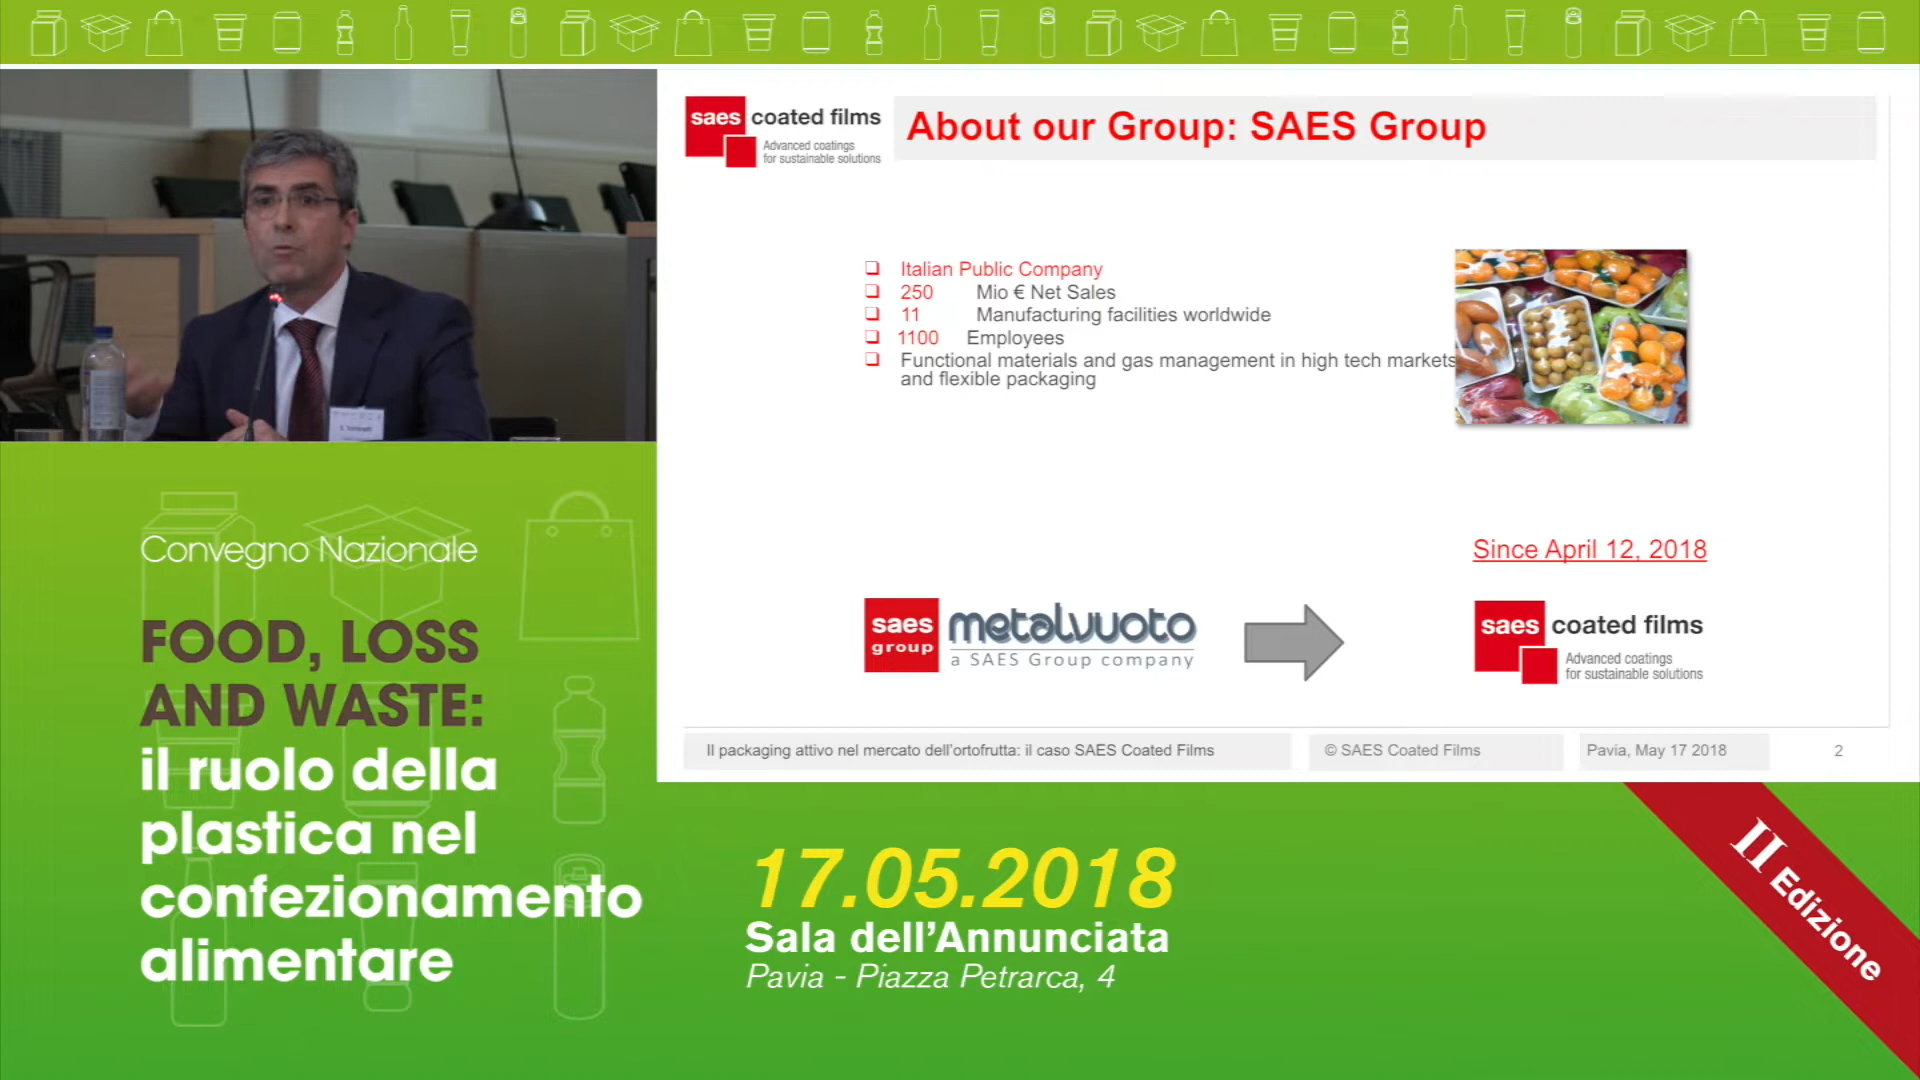 saes coated films
Advanced coatings
for sustainable solutions
About our Group: SAES Group
❑ Italian Public Company
❑ 250 Mio € Net Sales
❑ 11 Manufacturing facilities worldwide
❑ 1100 Employees
❑ Functional materials and gas management in high tech markets
and flexible packaging
Since April 12, 2018
saes
group
metalvuoto
a SAES Group company
saes coated films
Advanced coatings
for sustainable solutions
Il packaging attivo nel mercato dell'ortofrutta: il caso SAES Coated Films
© SAES Coated Films
Pavia, May 17 2018
2
Convegno Nazionale
FOOD, LOSS
AND WASTE:
il ruolo della
plastica nel
confezionamento
alimentare
17.05.2018
Sala dell'Annunciata
Pavia - Piazza Petrarca, 4
II Edizione